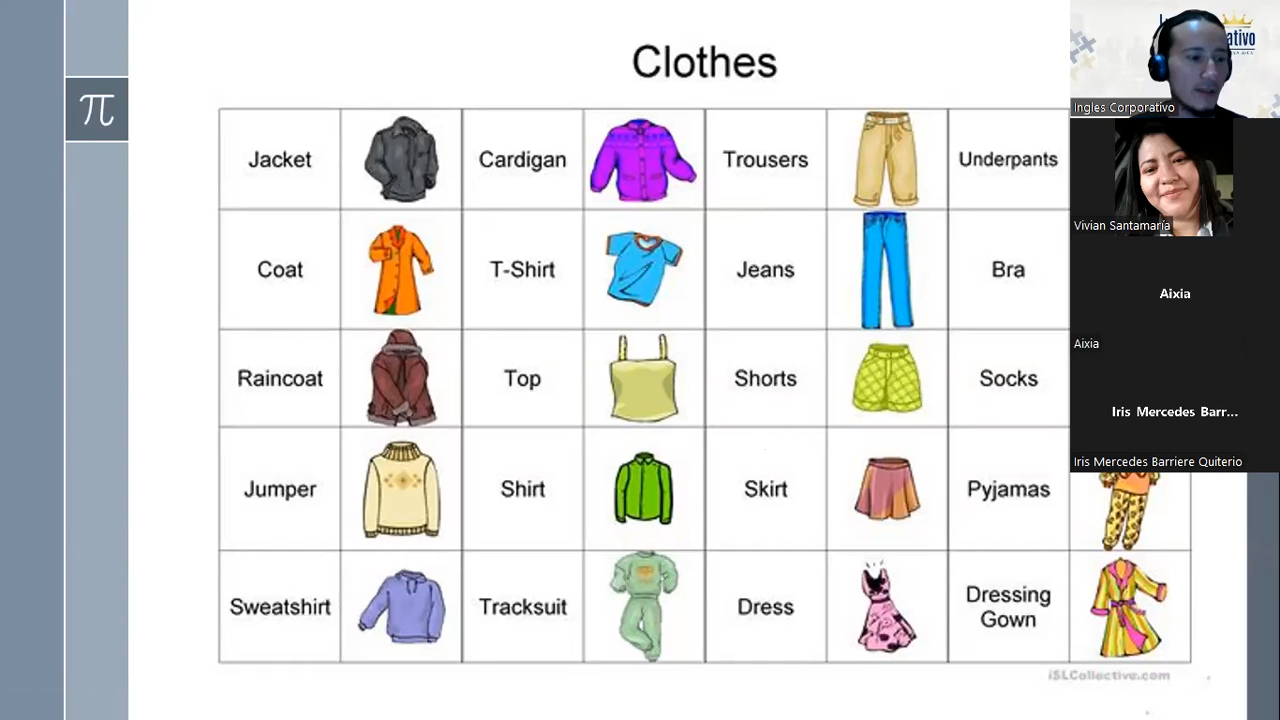 Clothes
π
Jacket
Cardigan
Trousers
Underpants
Coat
T-Shirt
Jeans
Bra
Raincoat
Top
Shorts
Socks
Jumper
Shirt
Skirt
Pyjamas
Sweatshirt
Tracksuit
Dress
Dressing
Gown
iSLCollective.com
Ingles Corporativo
Vivian Santamaría
Aixia
Aixia
Iris Mercedes Barr...
Iris Mercedes Barriere Quiterio